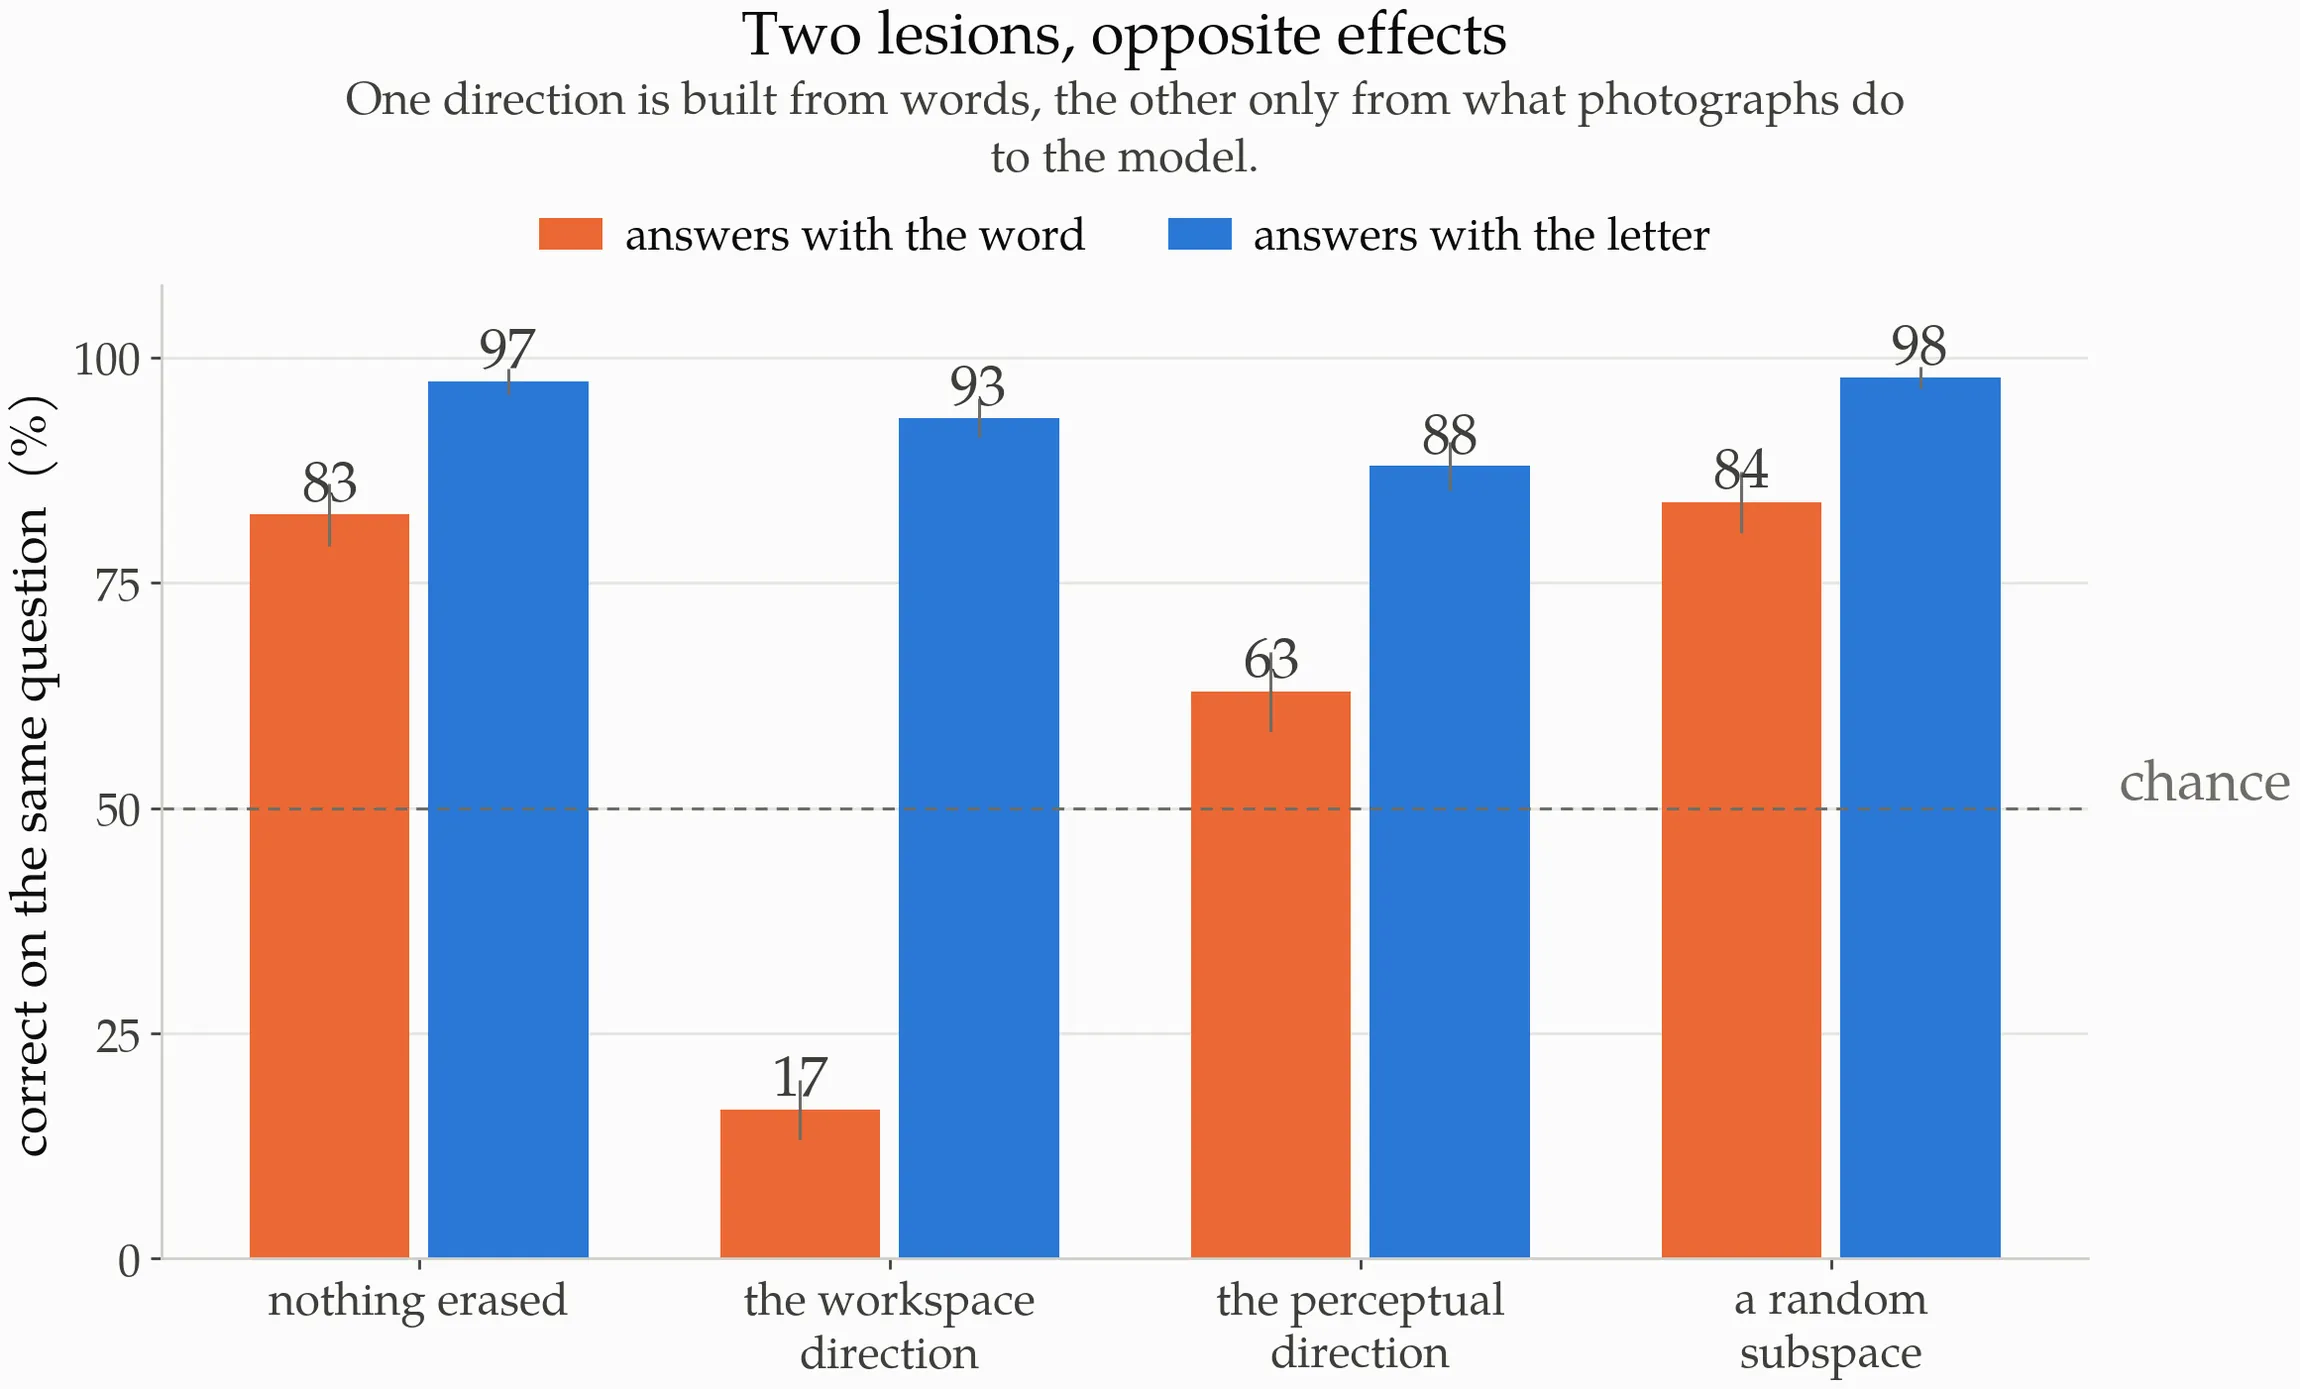 Two lesions, opposite effects
One direction is built from words, the other only from what photographs do
to the model.
answers with the word
answers with the letter
correct on the same question (%)
100
75
50
25
0
97
83
93
17
88
63
98
84
chance
nothing erased
the workspace
direction
the perceptual
direction
a random
subspace